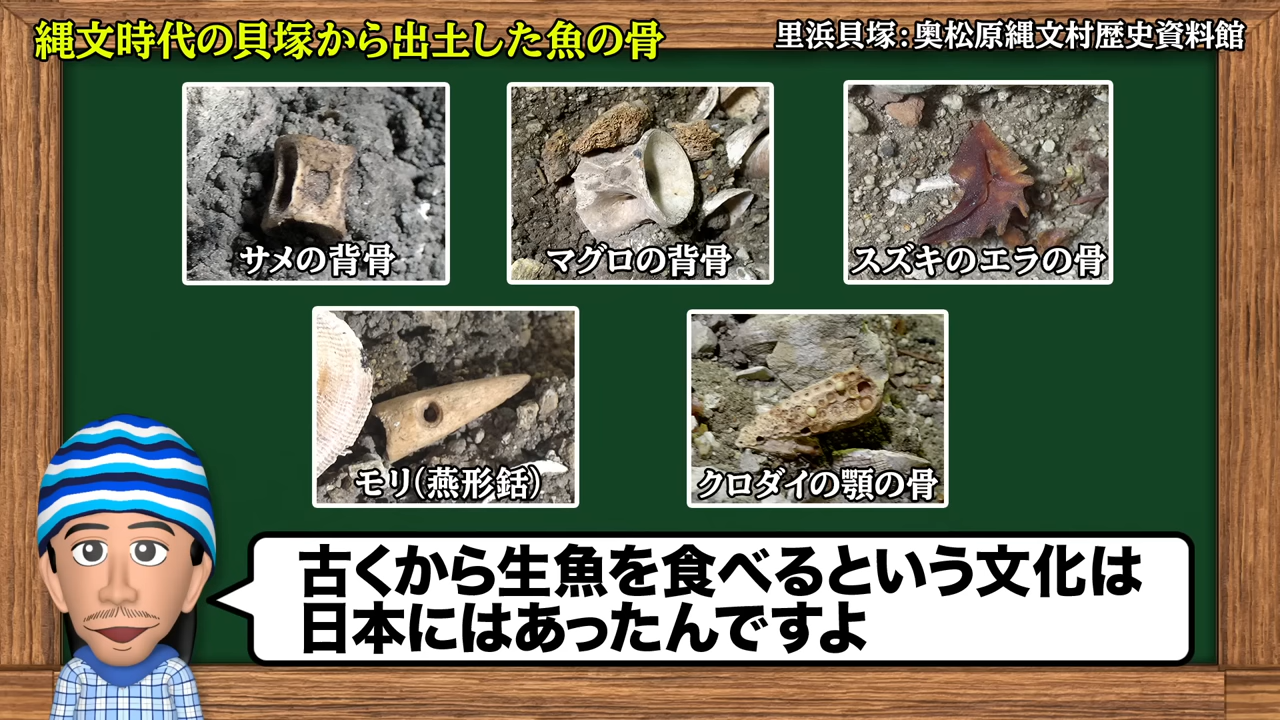 縄文時代の貝塚から出土した魚の骨
里浜貝塚:奥松原縄文村歴史資料館
サメの背骨
マグロの背骨
スズキのエラの骨
モリ(燕形銛)
クロダイの顎の骨
古くから生魚を食べるという文化は
日本にはあったんですよ